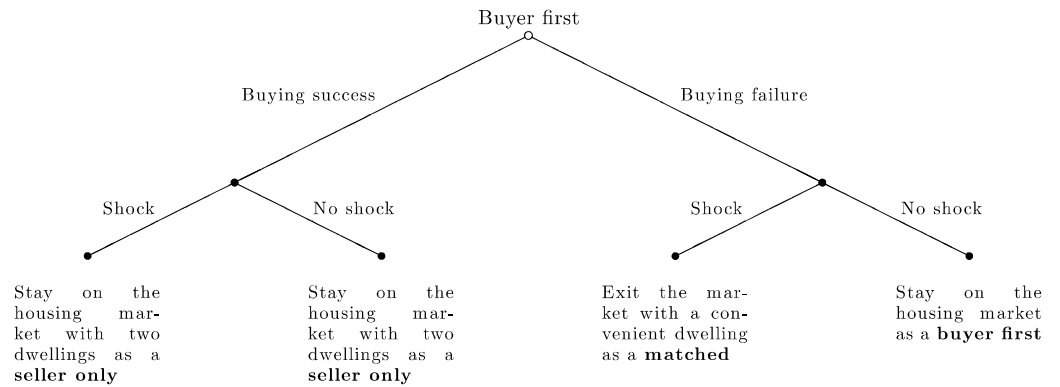 Buyer first
Buying success
Buying failure
Shock
No shock
Shock
No shock
Stay on the
housing mar-
ket with two
dwellings as a
seller only
Stay on the
housing mar-
ket with two
dwellings as a
seller only
Exit the mar-
ket with a con-
venient dwelling
as a matched
Stay on the
housing market
as a buyer first